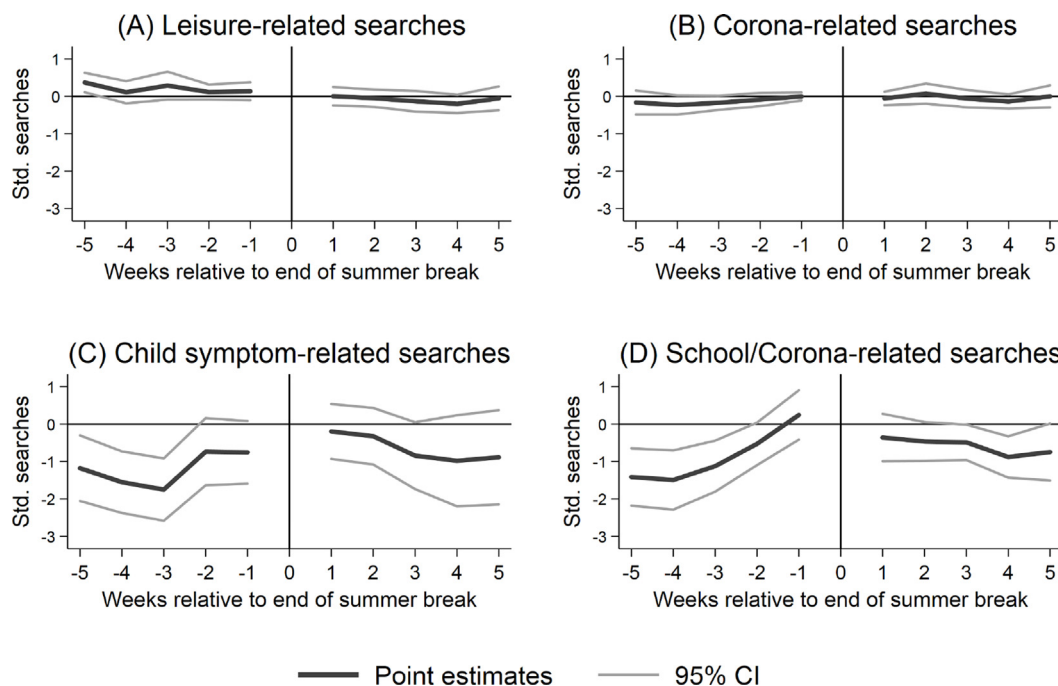 (A) Leisure-related searches
Std. searches
1
0
-1
-2
-3
-5 -4 -3 -2 -1 0 1 2 3 4 5
Weeks relative to end of summer break
(B) Corona-related searches
Std. searches
1
0
-1
-2
-3
-5 -4 -3 -2 -1 0 1 2 3 4 5
Weeks relative to end of summer break
(C) Child symptom-related searches
Std. searches
1
0
-1
-2
-3
-5 -4 -3 -2 -1 0 1 2 3 4 5
Weeks relative to end of summer break
(D) School/Corona-related searches
Std. searches
1
0
-1
-2
-3
-5 -4 -3 -2 -1 0 1 2 3 4 5
Weeks relative to end of summer break
Point estimates 95% CI